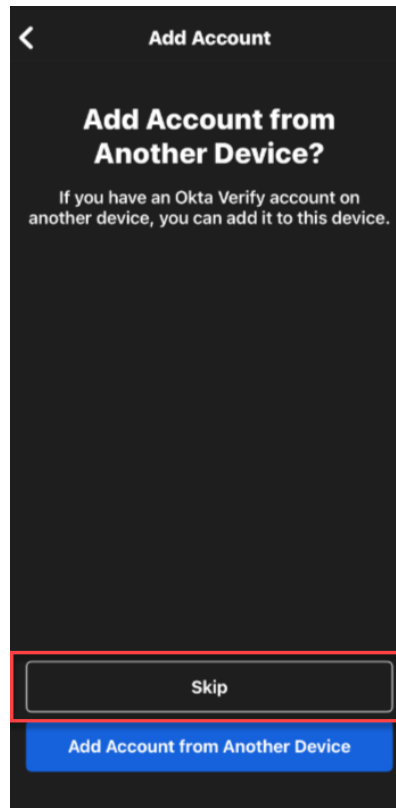 Add Account
Add Account from
Another Device?
If you have an Okta Verify account on
another device, you can add it to this device.
Skip
Add Account from Another Device